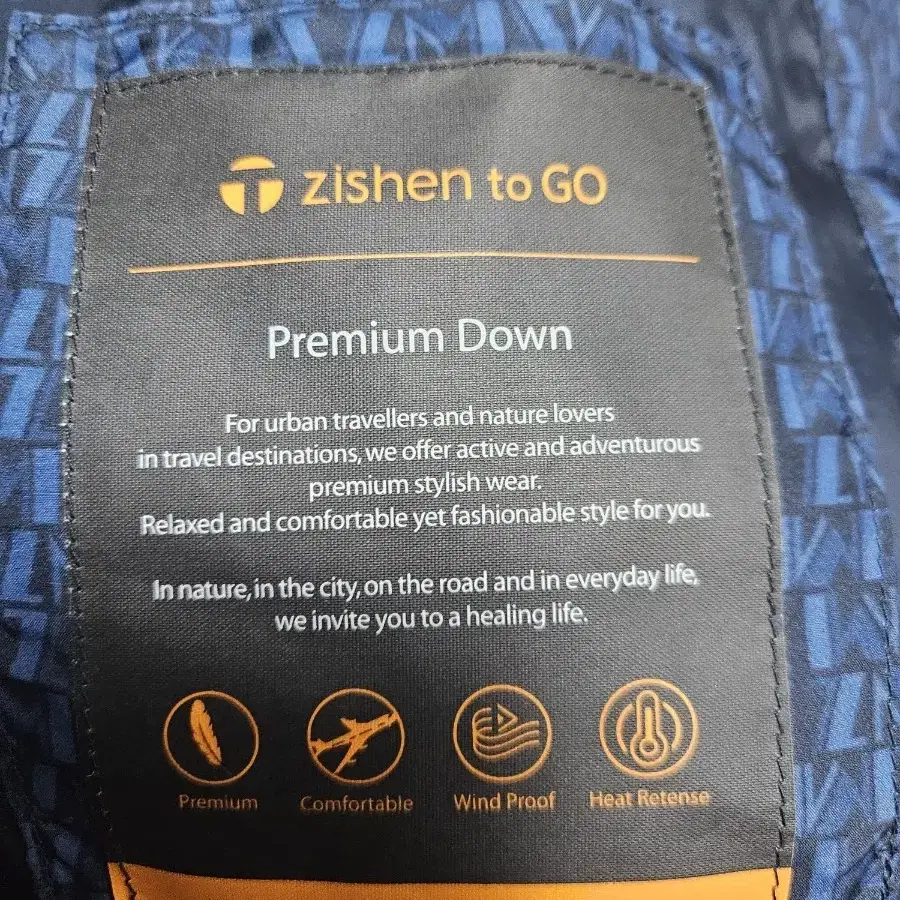 zishen to GO
Premium Down
For urban travellers and nature lovers
in travel destinations, we offer active and adventurous
premium stylish wear.
Relaxed and comfortable yet fashionable style for you.
In nature, in the city, on the road and in everyday life,
we invite you to a healing life.
Premium Comfortable Wind Proof Heat Retense